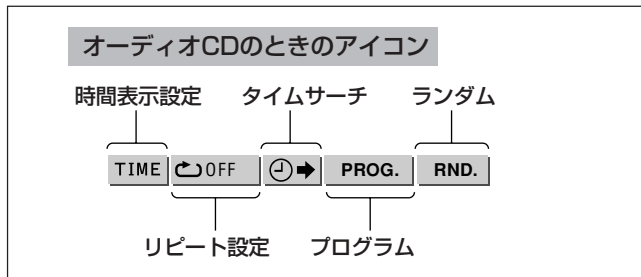 オーディオCDのときのアイコン
時間表示設定 タイムサーチ ランダム
TIME OFF PROG. RND.
リピート設定 プログラム